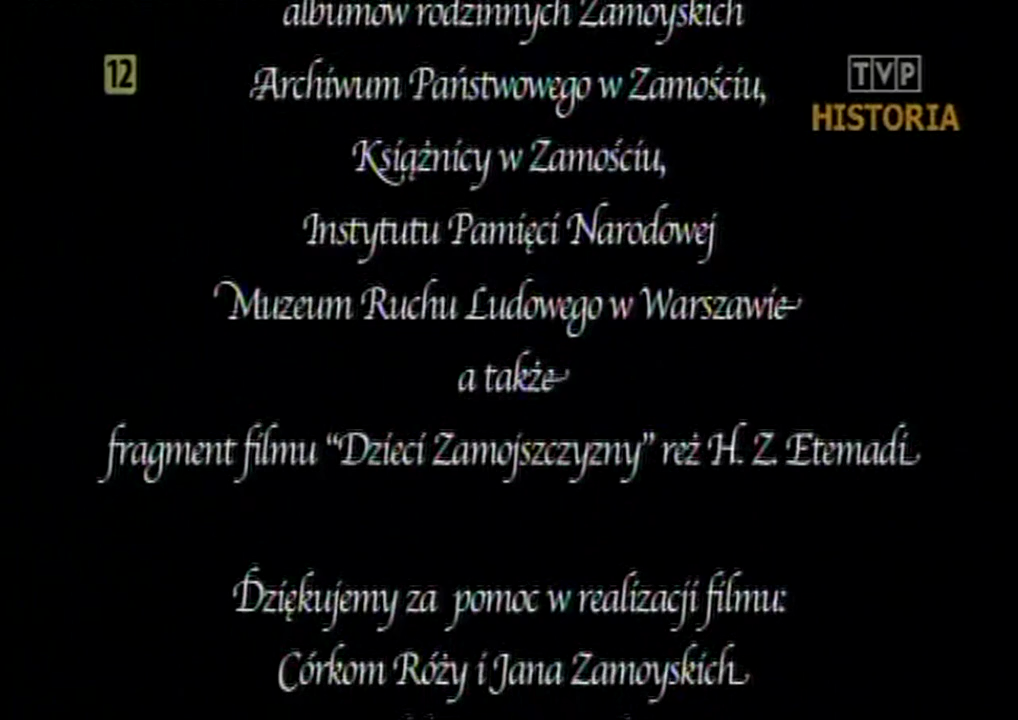 albumów rodzinnych Zamoyskich
12
TVP
HISTORIA
Archiwum Państwowego w Zamościu,
Książnicy w Zamościu,
Instytutu Pamięci Narodowej
Muzeum Ruchu Ludowego w Warszawie
a także
fragment filmu “Dzieci Zamojszczyzny” reż H. Z. Etemadi
Dziękujemy za pomoc w realizacji filmu:
Córkom Róży i Jana Zamoyskich